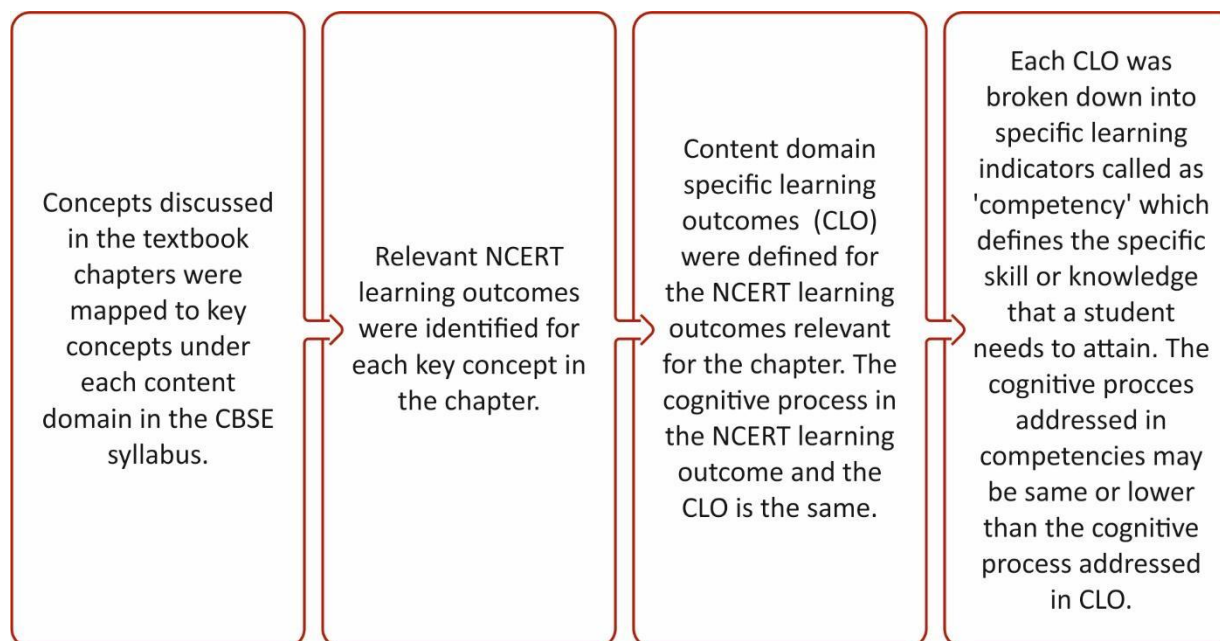 Concepts discussed
in the textbook
chapters were
mapped to key
concepts under
each content
domain in the CBSE
syllabus.
Relevant NCERT
learning outcomes
were identified for
each key concept in
the chapter.
Content domain
specific learning
outcomes (CLO)
were defined for
the NCERT learning
outcomes relevant
for the chapter. The
cognitive process in
the NCERT learning
outcome and the
CLO is the same.
Each CLO was
broken down into
specific learning
indicators called as
'competency' which
defines the specific
skill or knowledge
that a student
needs to attain. The
cognitive procces
addressed in
competencies may
be same or lower
than the cognitive
process addressed
in CLO.